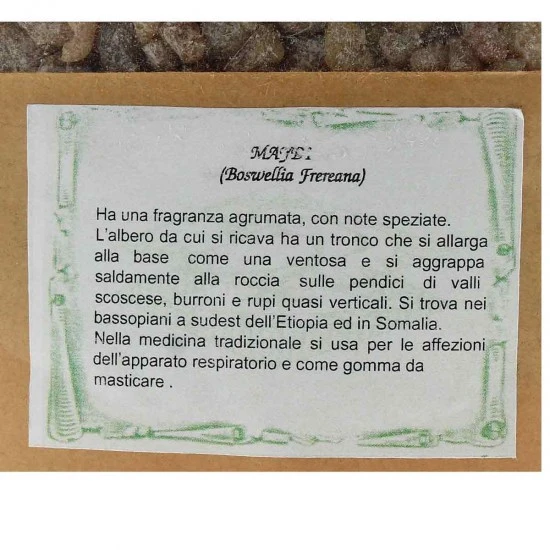 (Boswellia Frereana)
Ha una fragranza agrumata, con note speziate.
L'albero da cui si ricava ha un tronco che si allarga
alla base come una ventosa e si aggrappa
saldamente alla roccia sulle pendici di valli
scoscese, burroni e rupi quasi verticali. Si trova nei
bassopiani a sudest dell'Etiopia ed in Somalia.
Nella medicina tradizionale si usa per le affezioni
dell'apparato respiratorio e come gomma da
masticare .